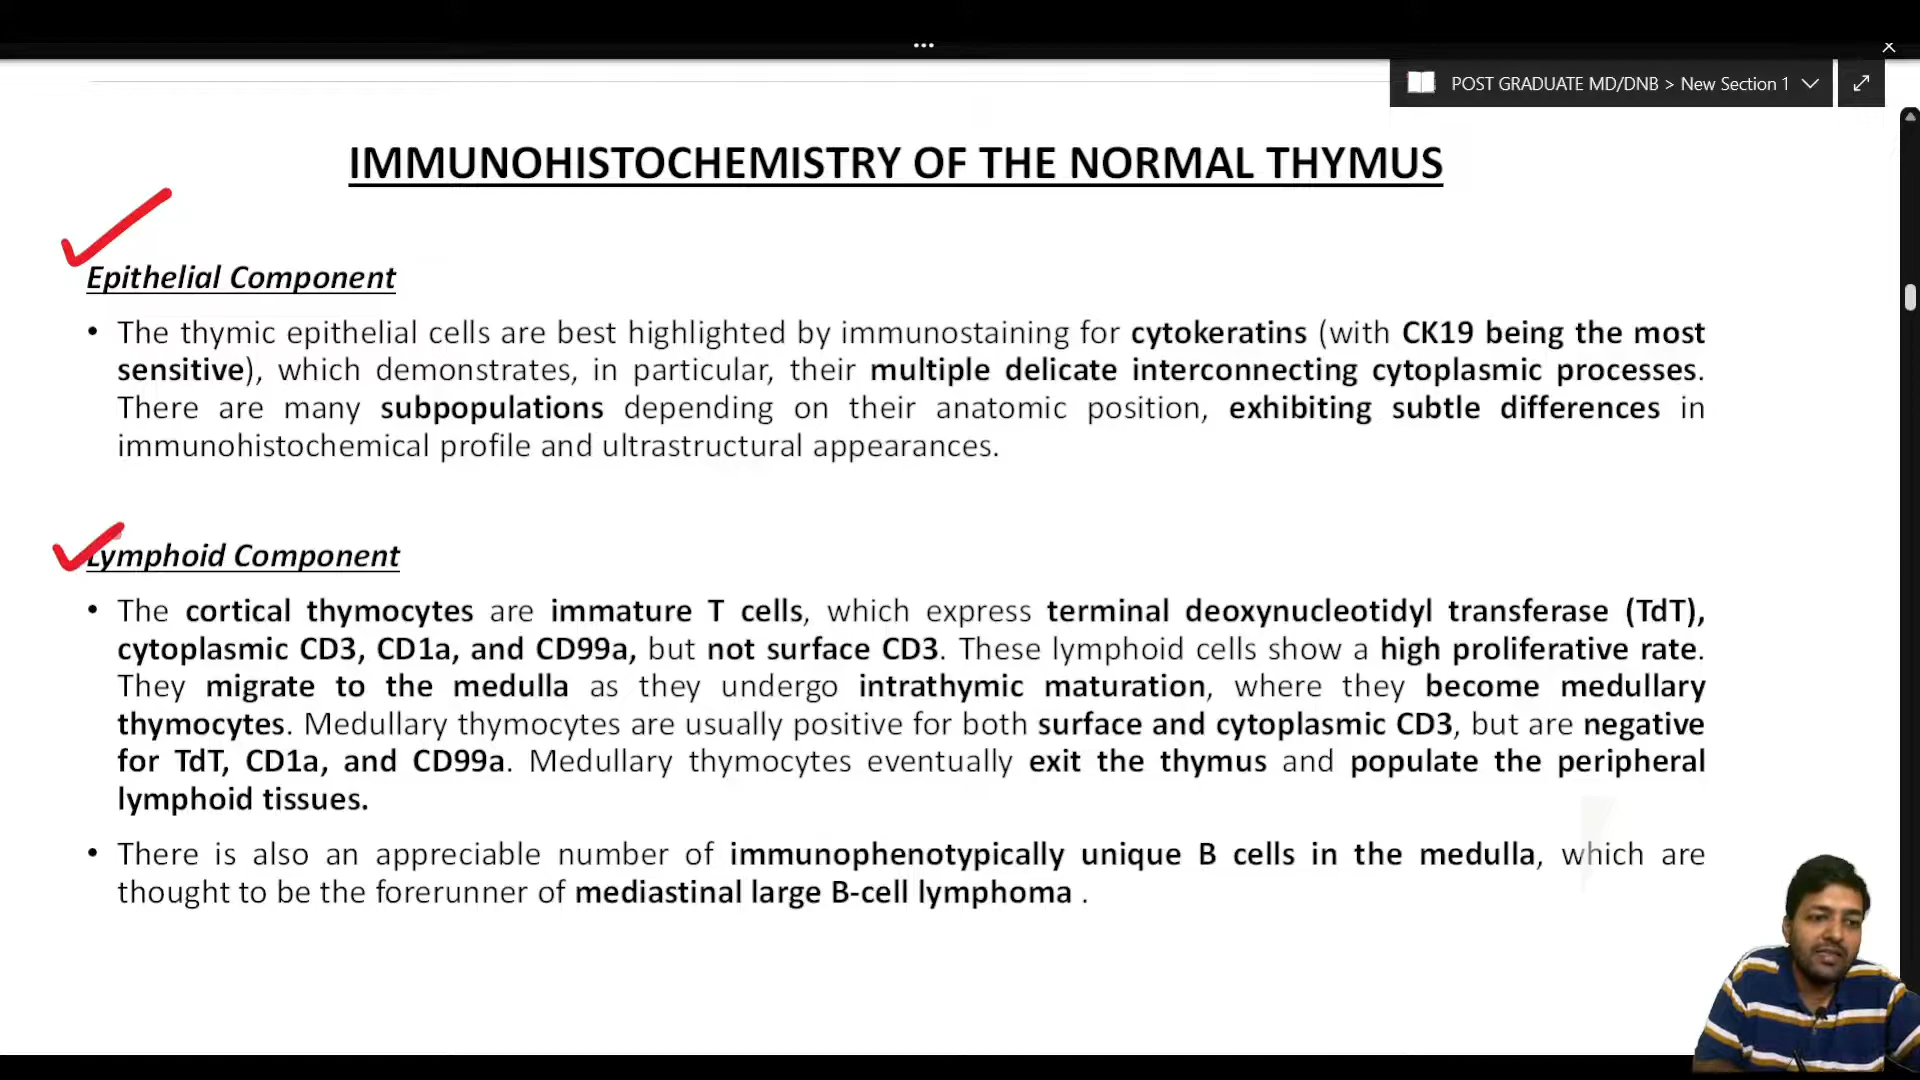 ...
POST GRADUATE MD/DNB > New Section 1
IMMUNOHISTOCHEMISTRY OF THE NORMAL THYMUS
Epithelial Component
• The thymic epithelial cells are best highlighted by immunostaining for cytokeratins (with CK19 being the most
sensitive), which demonstrates, in particular, their multiple delicate interconnecting cytoplasmic processes.
There are many subpopulations depending on their anatomic position, exhibiting subtle differences in
immunohistochemical profile and ultrastructural appearances.
Lymphoid Component
• The cortical thymocytes are immature T cells, which express terminal deoxynucleotidyl transferase (TdT),
cytoplasmic CD3, CD1a, and CD99a, but not surface CD3. These lymphoid cells show a high proliferative rate.
They migrate to the medulla as they undergo intrathymic maturation, where they become medullary
thymocytes. Medullary thymocytes are usually positive for both surface and cytoplasmic CD3, but are negative
for TdT, CD1a, and CD99a. Medullary thymocytes eventually exit the thymus and populate the peripheral
lymphoid tissues.
• There is also an appreciable number of immunophenotypically unique B cells in the medulla, which are
thought to be the forerunner of mediastinal large B-cell lymphoma .